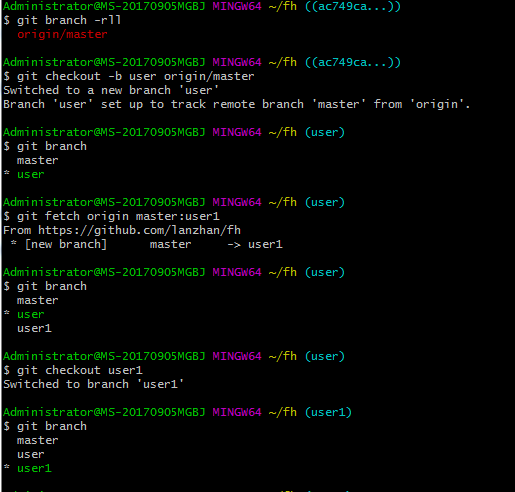 Administrator@MS-20170905MGBJ MINGW64 ~/fh ((ac749ca...))
$ git branch -rll
origin/master
Administrator@MS-20170905MGBJ MINGW64 ~/fh ((ac749ca...))
$ git checkout -b user origin/master
Switched to a new branch 'user'
Branch 'user' set up to track remote branch 'master' from 'origin'.
Administrator@MS-20170905MGBJ MINGW64 ~/fh (user)
$ git branch
master
* user
Administrator@MS-20170905MGBJ MINGW64 ~/fh (user)
$ git fetch origin master:user1
From https://github.com/lanzhan/fh
* [new branch] master -> user1
Administrator@MS-20170905MGBJ MINGW64 ~/fh (user)
$ git branch
master
* user
user1
Administrator@MS-20170905MGBJ MINGW64 ~/fh (user)
$ git checkout user1
Switched to branch 'user1'
Administrator@MS-20170905MGBJ MINGW64 ~/fh (user1)
$ git branch
master
user
* user1